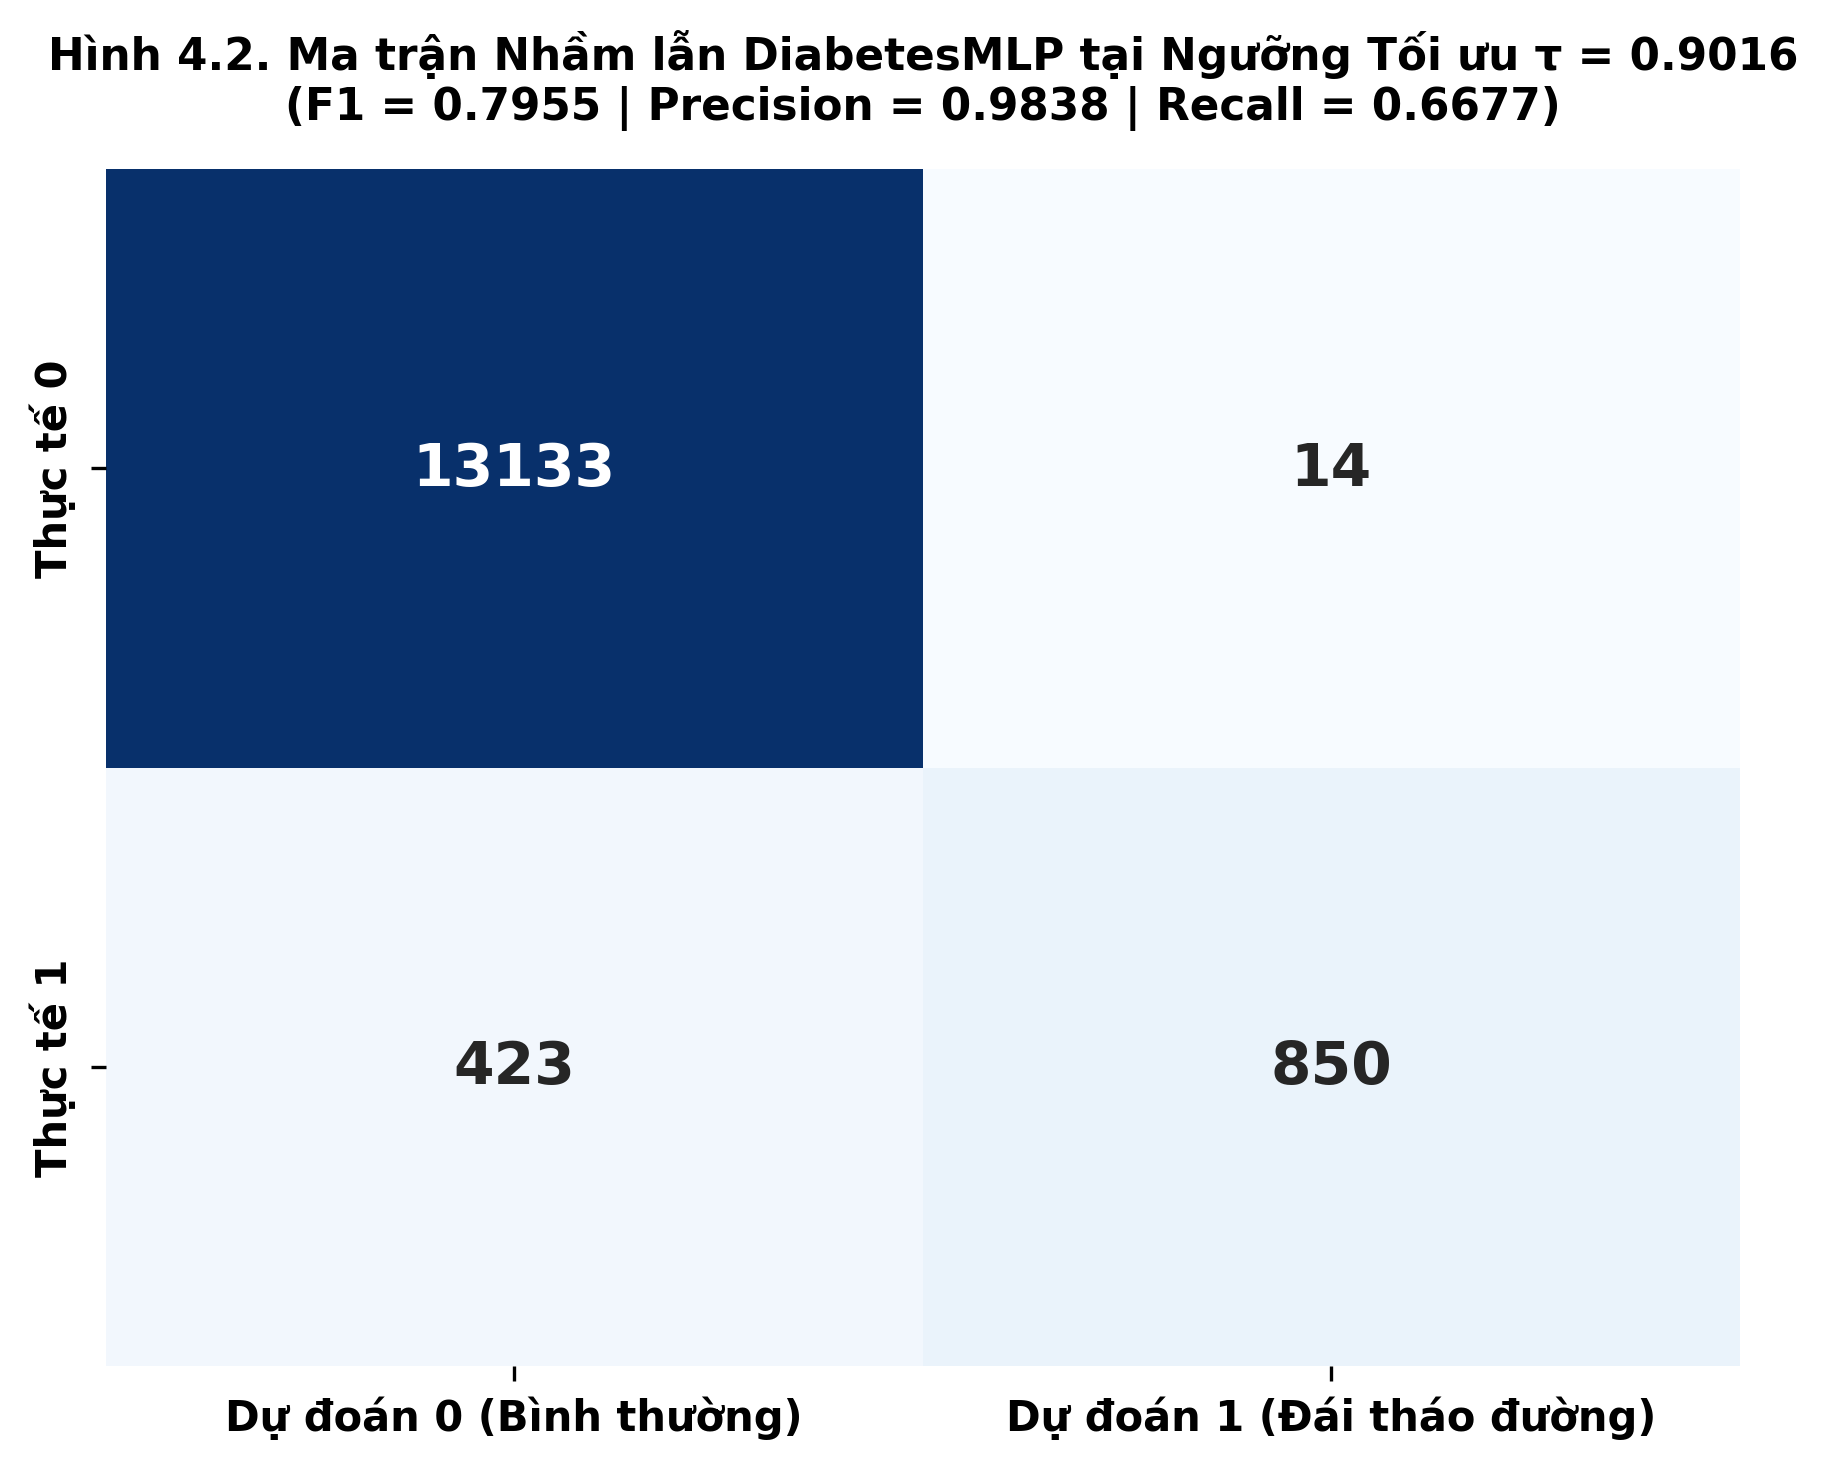 Hình 4.2. Ma trận Nhầm lẫn DiabetesMLP tại Ngưỡng Tối ưu τ = 0.9016
(F1 = 0.7955 | Precision = 0.9838 | Recall = 0.6677)
Thực tế 0
13133
14
Thực tế 1
423
850
Dự đoán 0 (Bình thường)
Dự đoán 1 (Đái tháo đường)